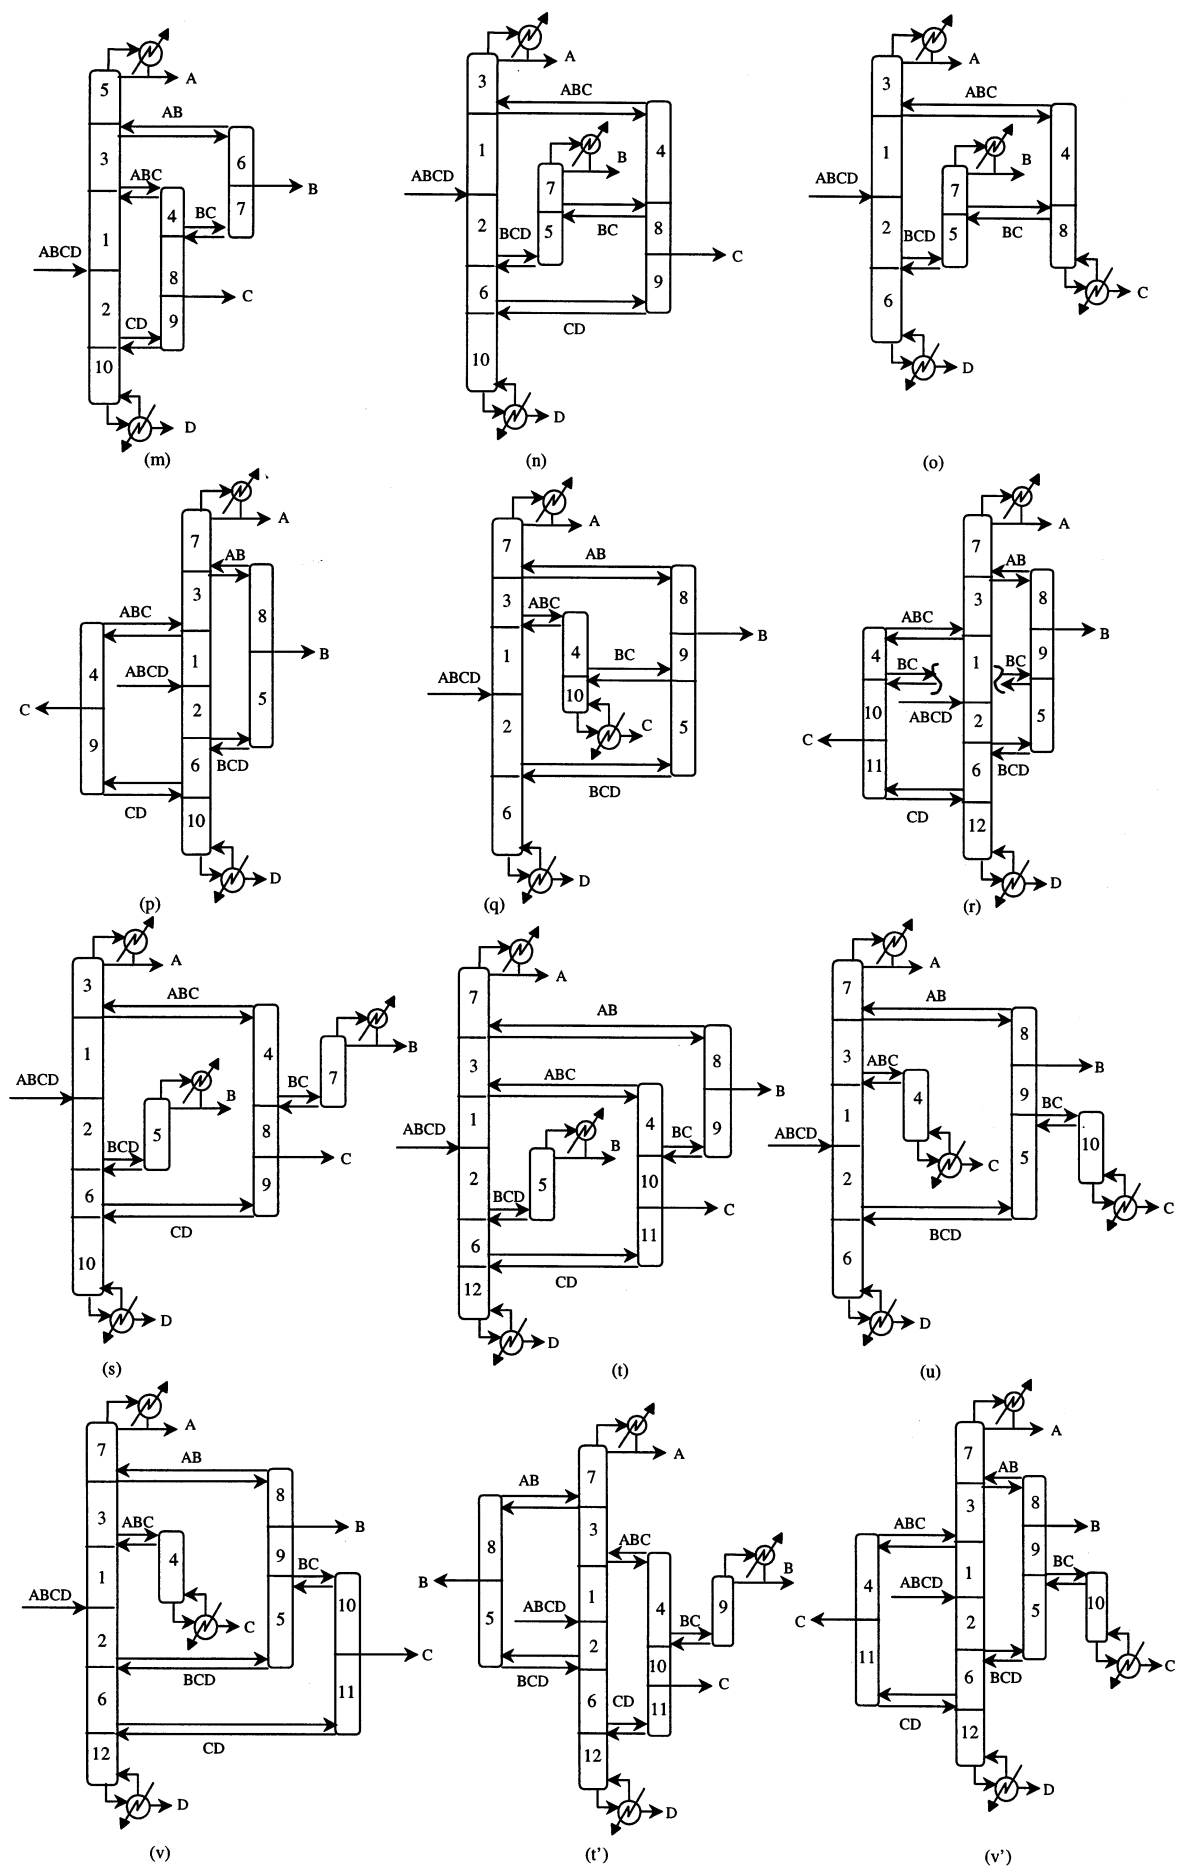 5
A
AB
3
6
ABC
B
4
BC
7
1
ABCD
8
C
2
CD
9
10
D
(m)
A
3
ABC
4
1
B
7
ABCD
BC
2
BCD
5
8
C
6
9
CD
10
D
(n)
A
3
ABC
4
1
B
7
ABCD
2
BCD
5
BC
8
6
C
D
(o)
A
7
AB
3
ABC
8
1
B
4
ABCD
C
2
5
9
BCD
6
CD
10
D
(p)
A
7
AB
3
ABC
8
B
1
4
BC
9
ABCD
10
C
5
2
BCD
6
D
(q)
A
7
AB
3
8
ABC
B
4
BC
1
BC
9
10
ABCD
2
5
C
11
6
BCD
CD
12
D
(r)
A
3
ABC
1
4
B
ABCD
B
BC
7
2
BCD
5
8
C
6
9
CD
10
D
(s)
A
7
AB
3
8
ABC
B
1
4
BC
9
ABCD
B
2
BCD
5
10
C
6
11
CD
12
D
(t)
A
7
AB
8
3
ABC
B
4
9
1
BC
ABCD
10
C
5
2
C
BCD
6
D
(u)
A
7
AB
8
3
ABC
B
4
9
BC
1
10
ABCD
C
5
2
C
BCD
11
6
CD
12
D
(v)
A
7
AB
3
ABC
8
B
B
1
4
9
ABCD
BC
5
2
10
BCD
C
6
CD
11
12
D
(t’)
A
7
AB
8
3
ABC
B
9
1
BC
4
ABCD
10
C
2
5
11
BCD
C
6
CD
12
D
(v’)